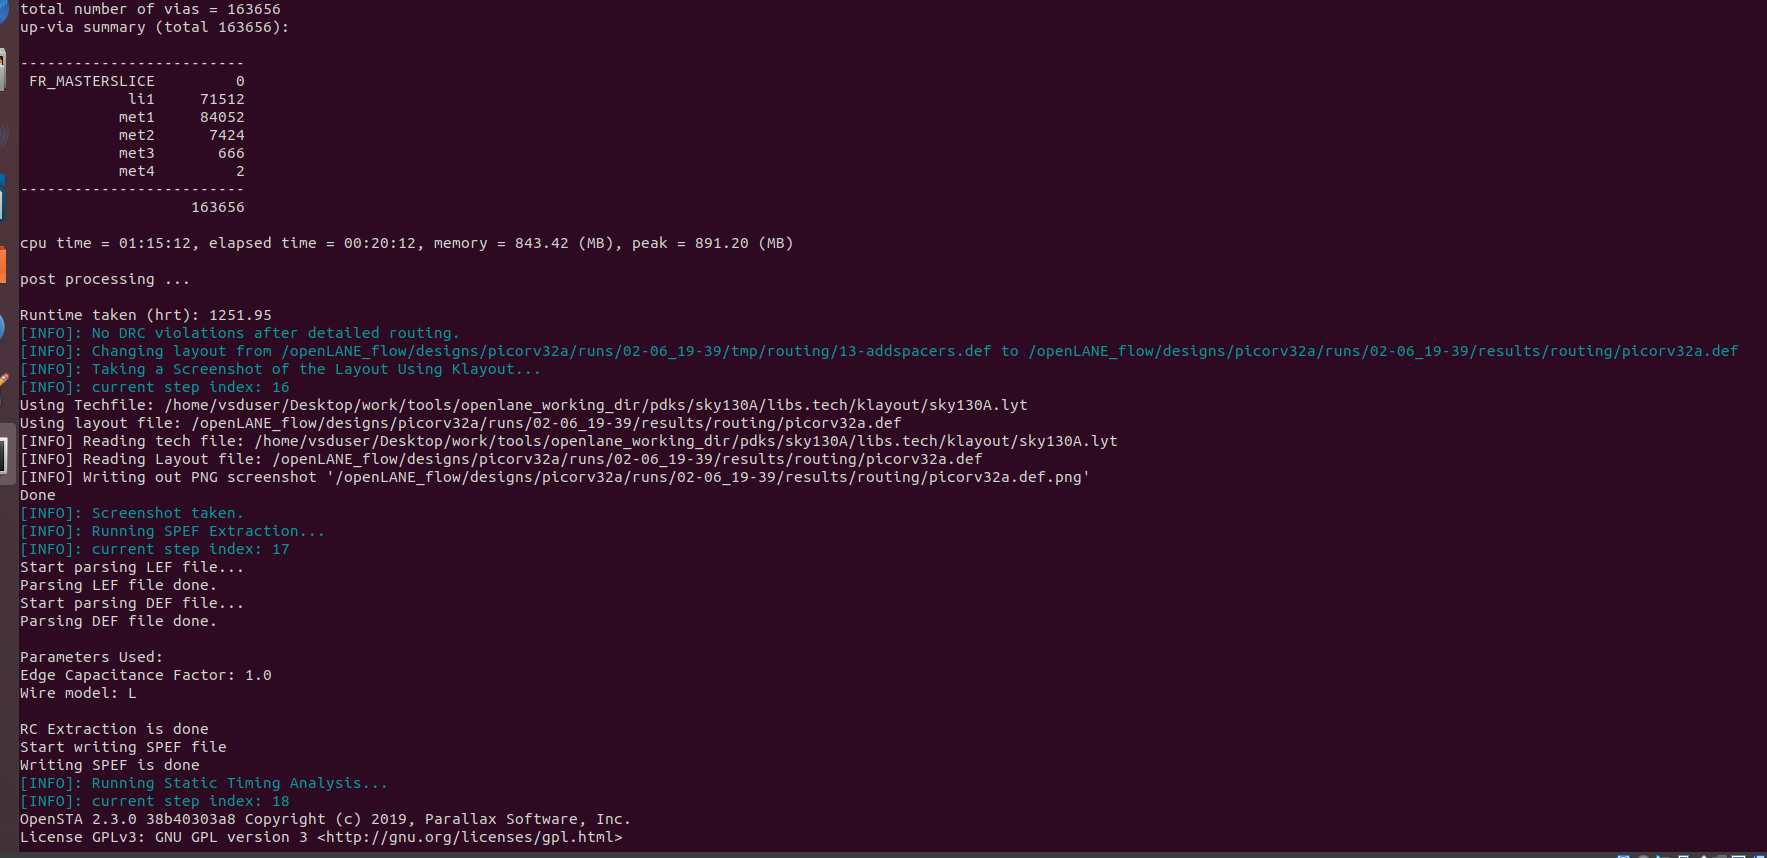 total number of vias = 163656
up-via summary (total 163656):
-------------------------
FR_MASTERSLICE 0
li1 71512
met1 84052
met2 7424
met3 666
met4 2
-------------------------
163656
cpu time = 01:15:12, elapsed time = 00:20:12, memory = 843.42 (MB), peak = 891.20 (MB)
post processing ...
Runtime taken (hrt): 1251.95
[INFO]: No DRC violations after detailed routing.
[INFO]: Changing layout from /openLANE_flow/designs/picorv32a/runs/02-06_19-39/tmp/routing/13-addspacers.def to /openLANE_flow/designs/picorv32a/runs/02-06_19-39/results/routing/picorv32a.def
[INFO]: Taking a Screenshot of the Layout Using Klayout...
[INFO]: current step index: 16
Using Techfile: /home/vsduser/Desktop/work/tools/openlane_working_dir/pdks/sky130A/libs.tech/klayout/sky130A.lyt
Using layout file: /openLANE_flow/designs/picorv32a/runs/02-06_19-39/results/routing/picorv32a.def
[INFO] Reading tech file: /home/vsduser/Desktop/work/tools/openlane_working_dir/pdks/sky130A/libs.tech/klayout/sky130A.lyt
[INFO] Reading Layout file: /openLANE_flow/designs/picorv32a/runs/02-06_19-39/results/routing/picorv32a.def
[INFO] Writing out PNG screenshot '/openLANE_flow/designs/picorv32a/runs/02-06_19-39/results/routing/picorv32a.def.png'
Done
[INFO]: Screenshot taken.
[INFO]: Running SPEF Extraction...
[INFO]: current step index: 17
Start parsing LEF file...
Parsing LEF file done.
Start parsing DEF file...
Parsing DEF file done.
Parameters Used:
Edge Capacitance Factor: 1.0
Wire model: L
RC Extraction is done
Start writing SPEF file
Writing SPEF is done
[INFO]: Running Static Timing Analysis...
[INFO]: current step index: 18
OpenSTA 2.3.0 38b40303a8 Copyright (c) 2019, Parallax Software, Inc.
License GPLv3: GNU GPL version 3 <http://gnu.org/licenses/gpl.html>